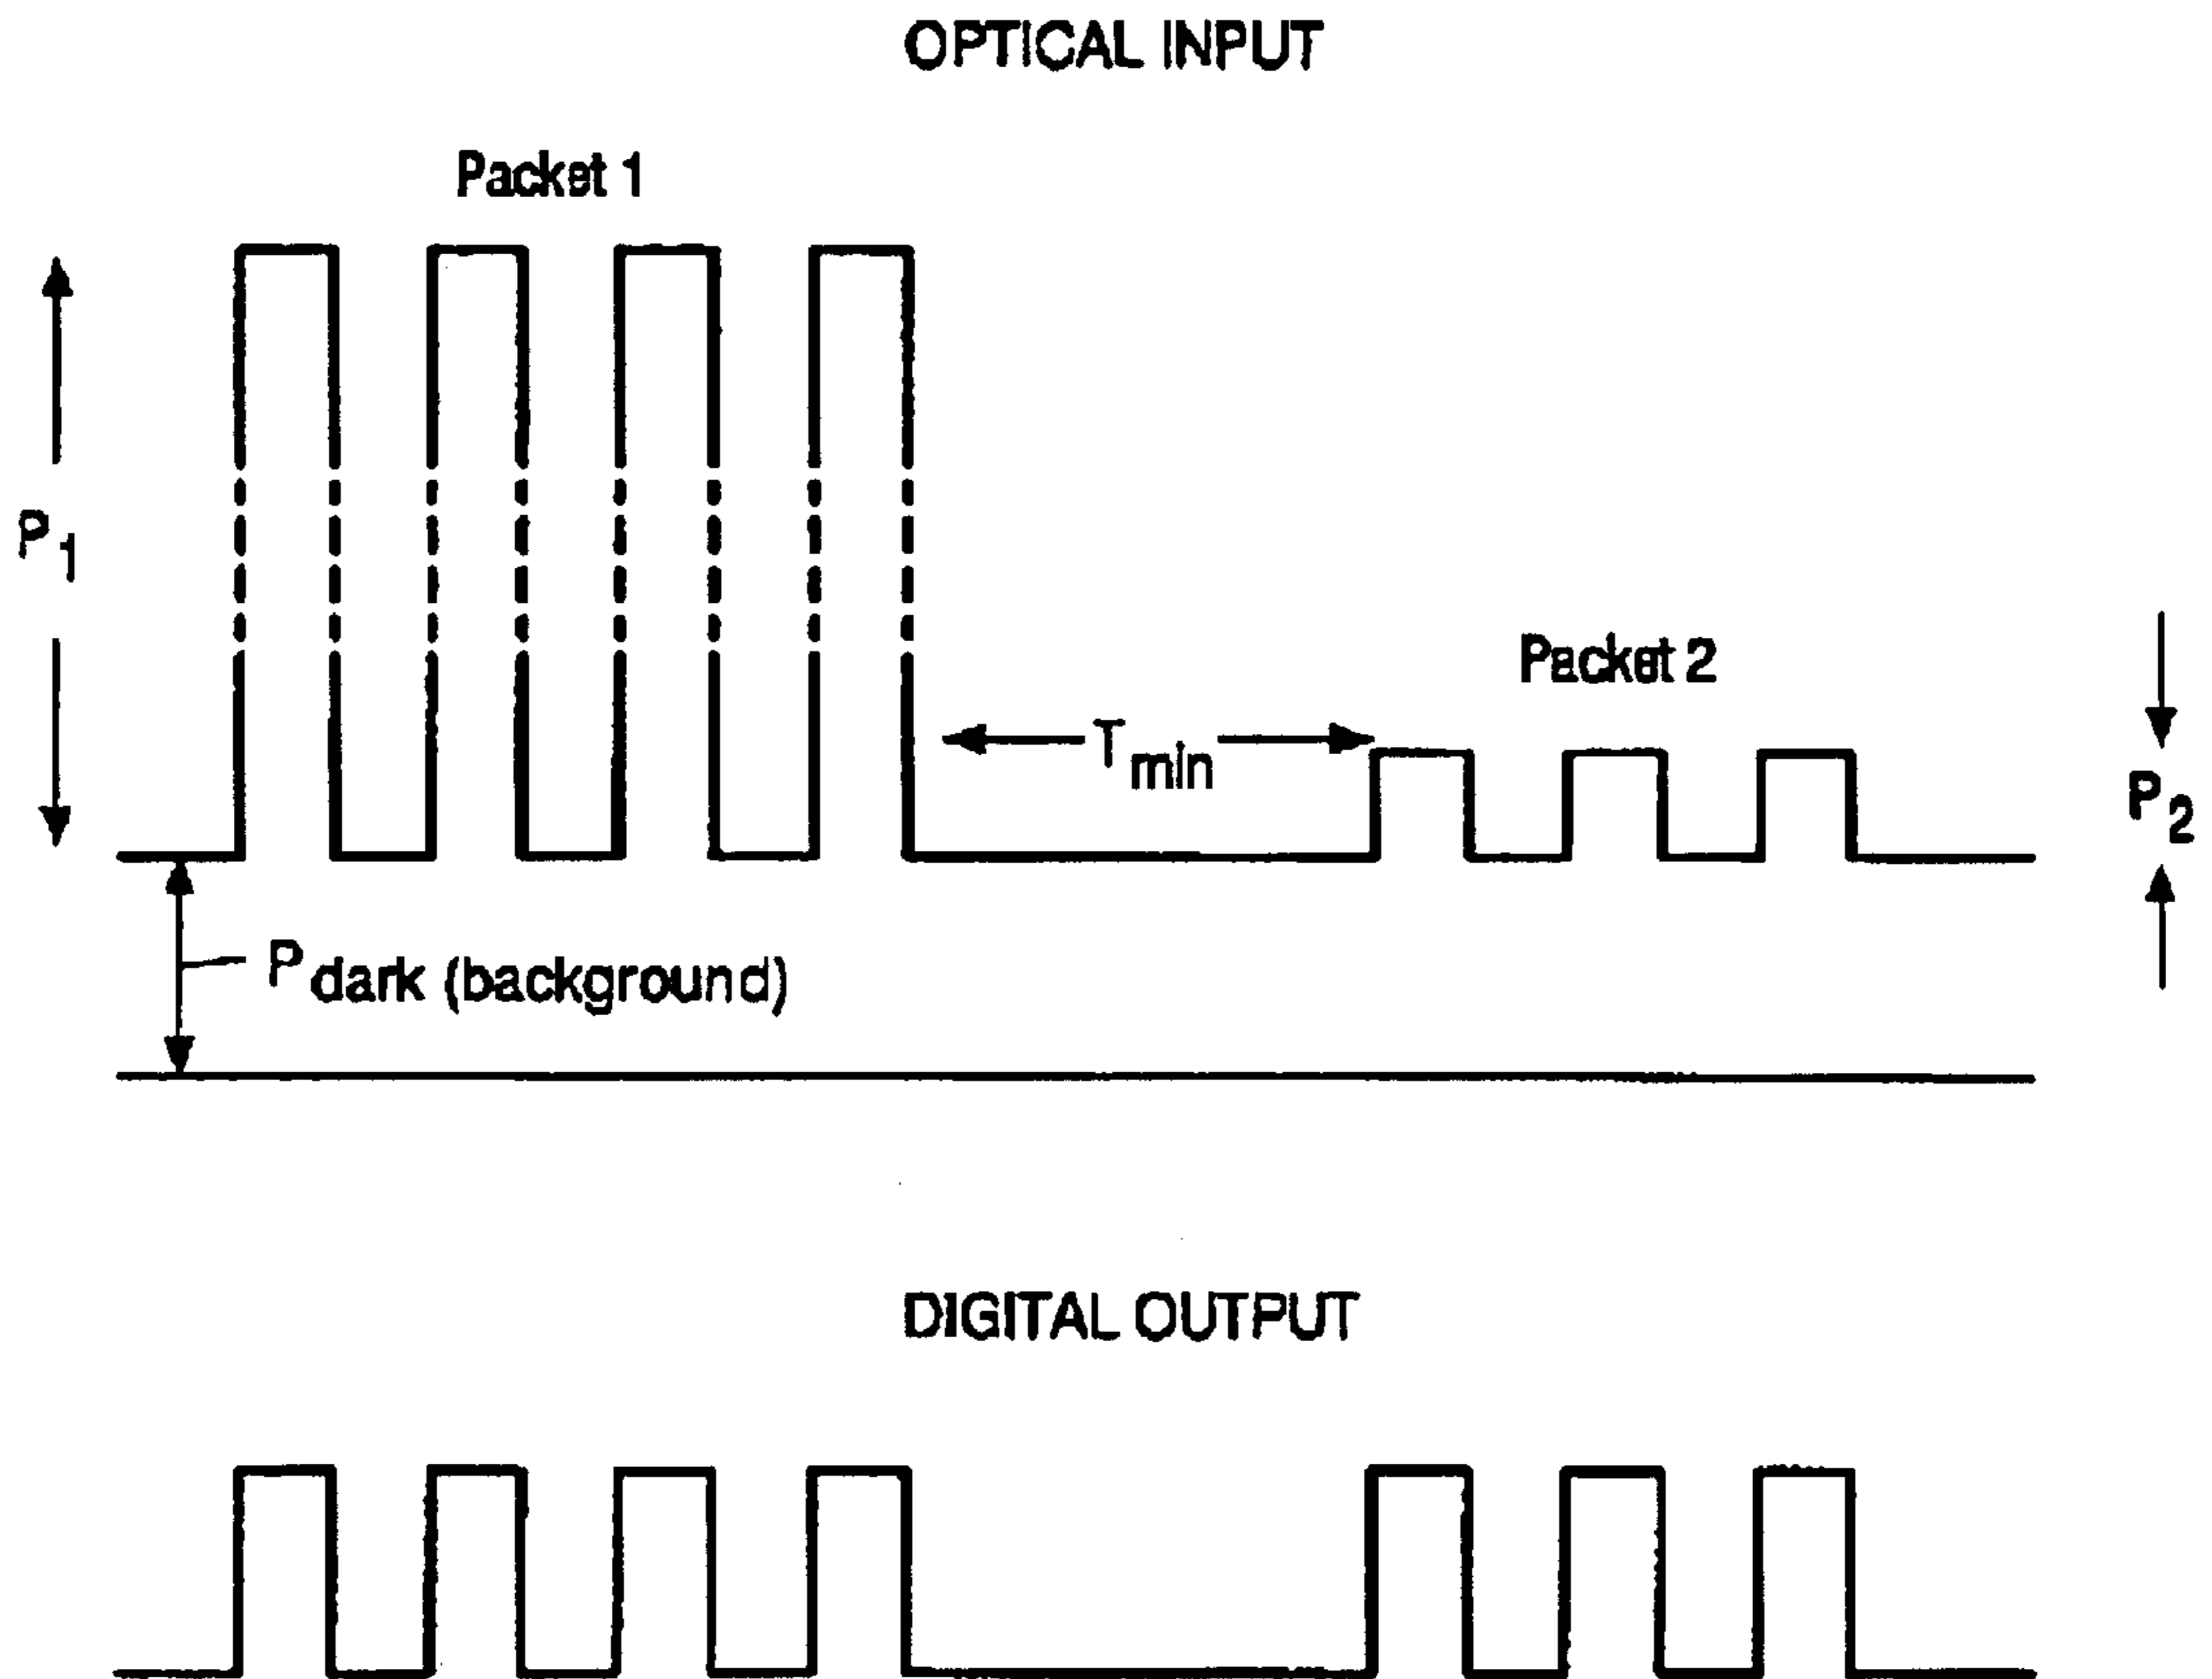 OPTICAL INPUT
Packet 1
P1
Packet 2
Tmin
P2
Pdark (background)
DIGITAL OUTPUT